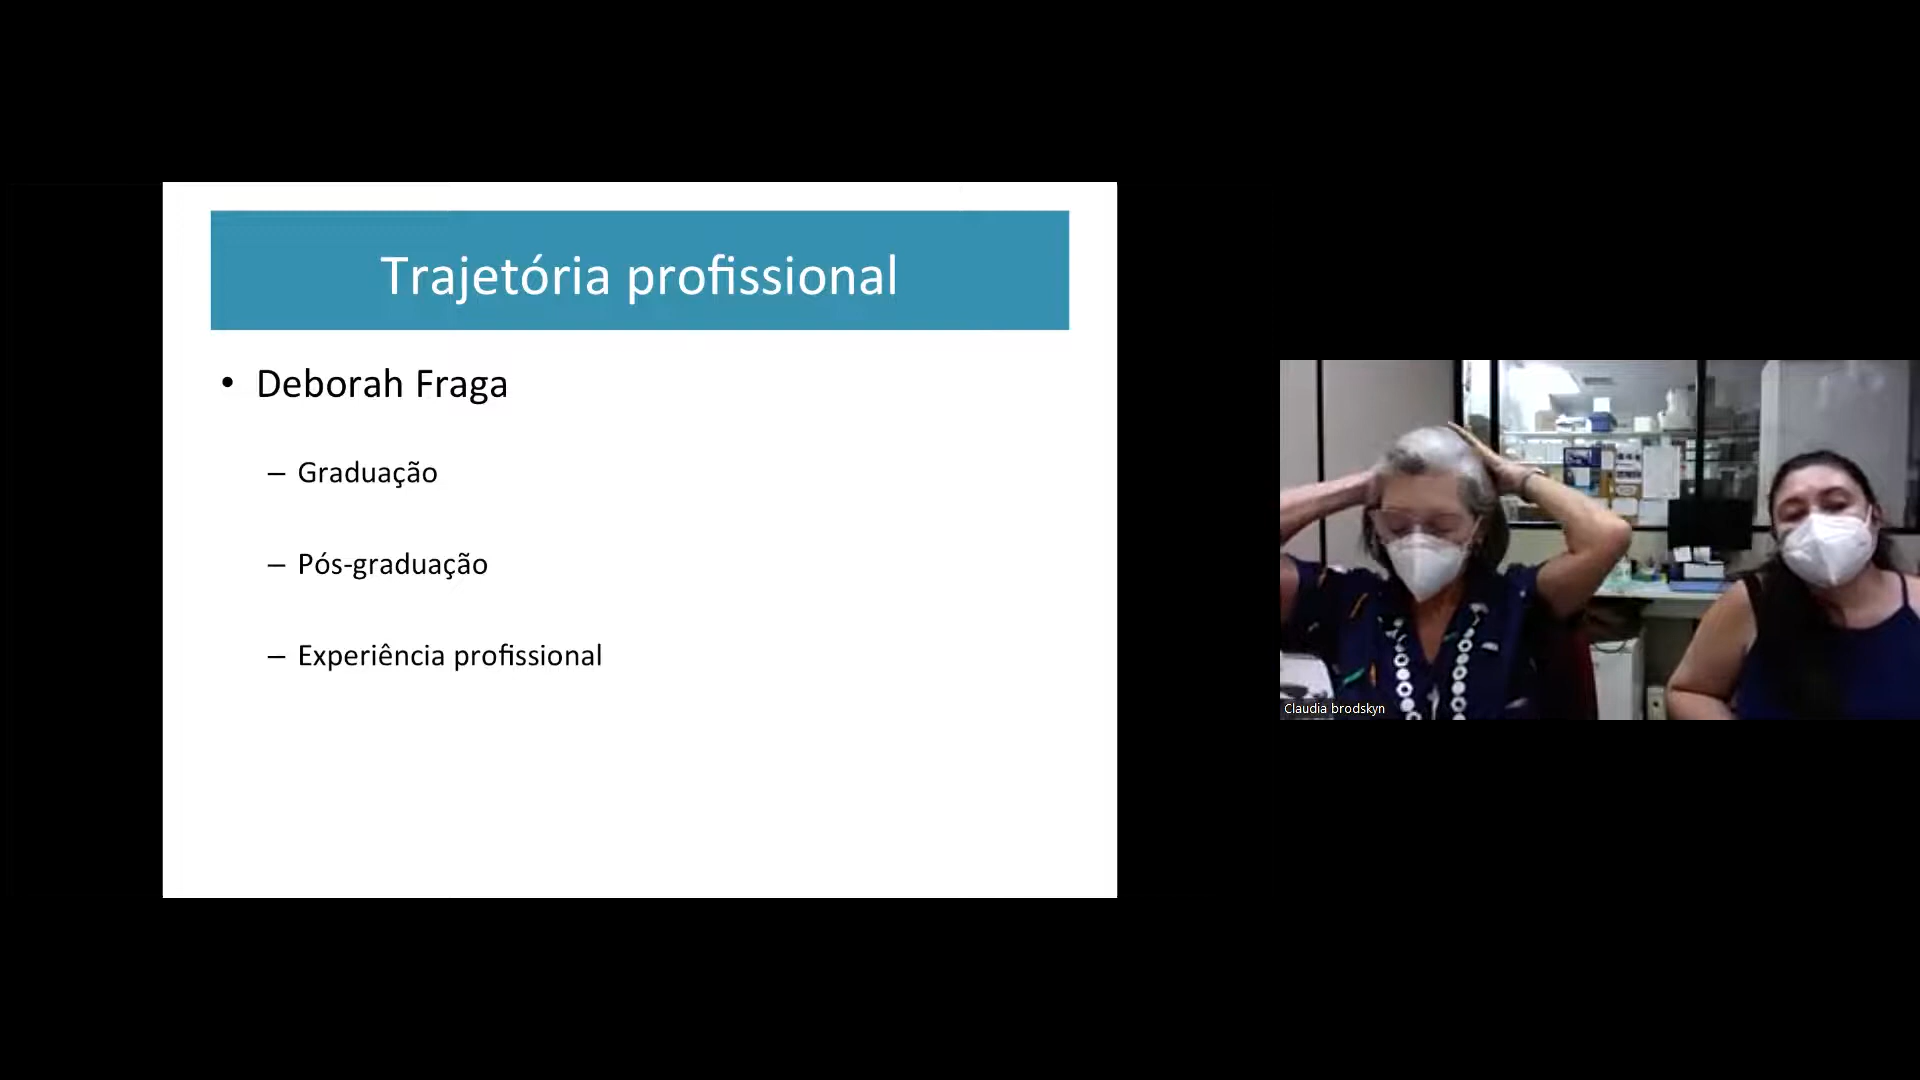 Trajetória profissional
• Deborah Fraga
– Graduação
– Pós-graduação
– Experiência profissional
Claudia brodskyn